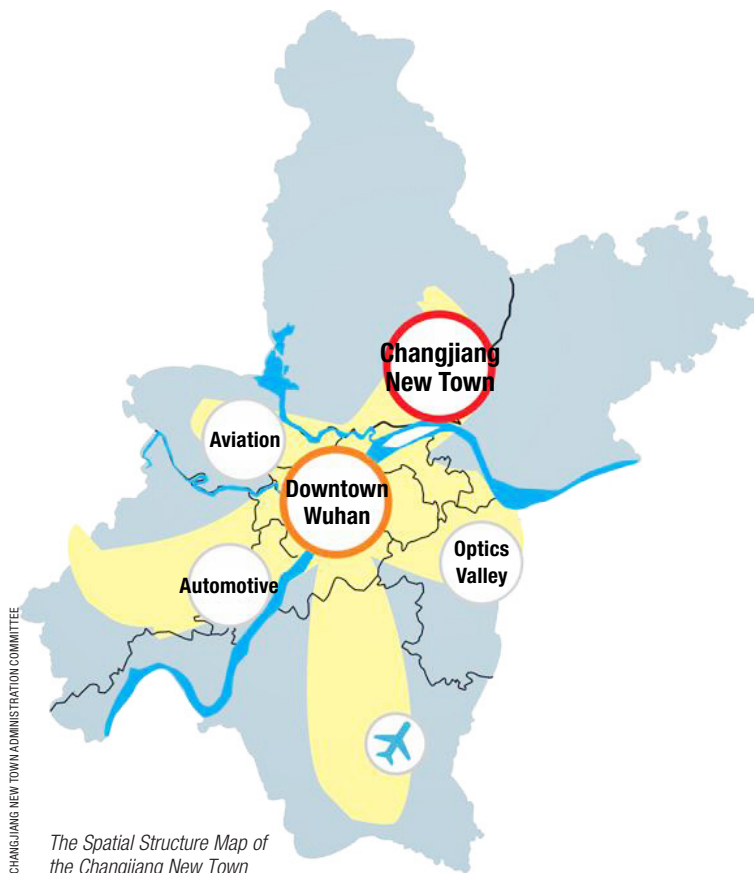 Changjiang
New Town
Aviation
Downtown
Wuhan
Optics
Valley
Automotive
CHANGJIANG NEW TOWN ADMINISTRATION COMMITTEE
The Spatial Structure Map of
the Changjiang New Town